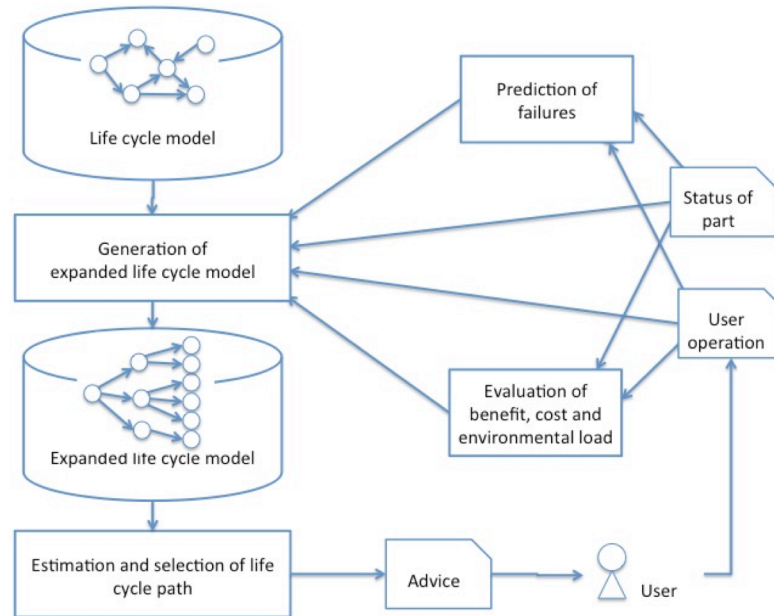 Life cycle model
Prediction of
failures
Status of
part
Generation of
expanded life cycle model
User
operation
Evaluation of
benefit, cost and
environmental load
Expanded life cycle model
Estimation and selection of life
cycle path
Advice
User